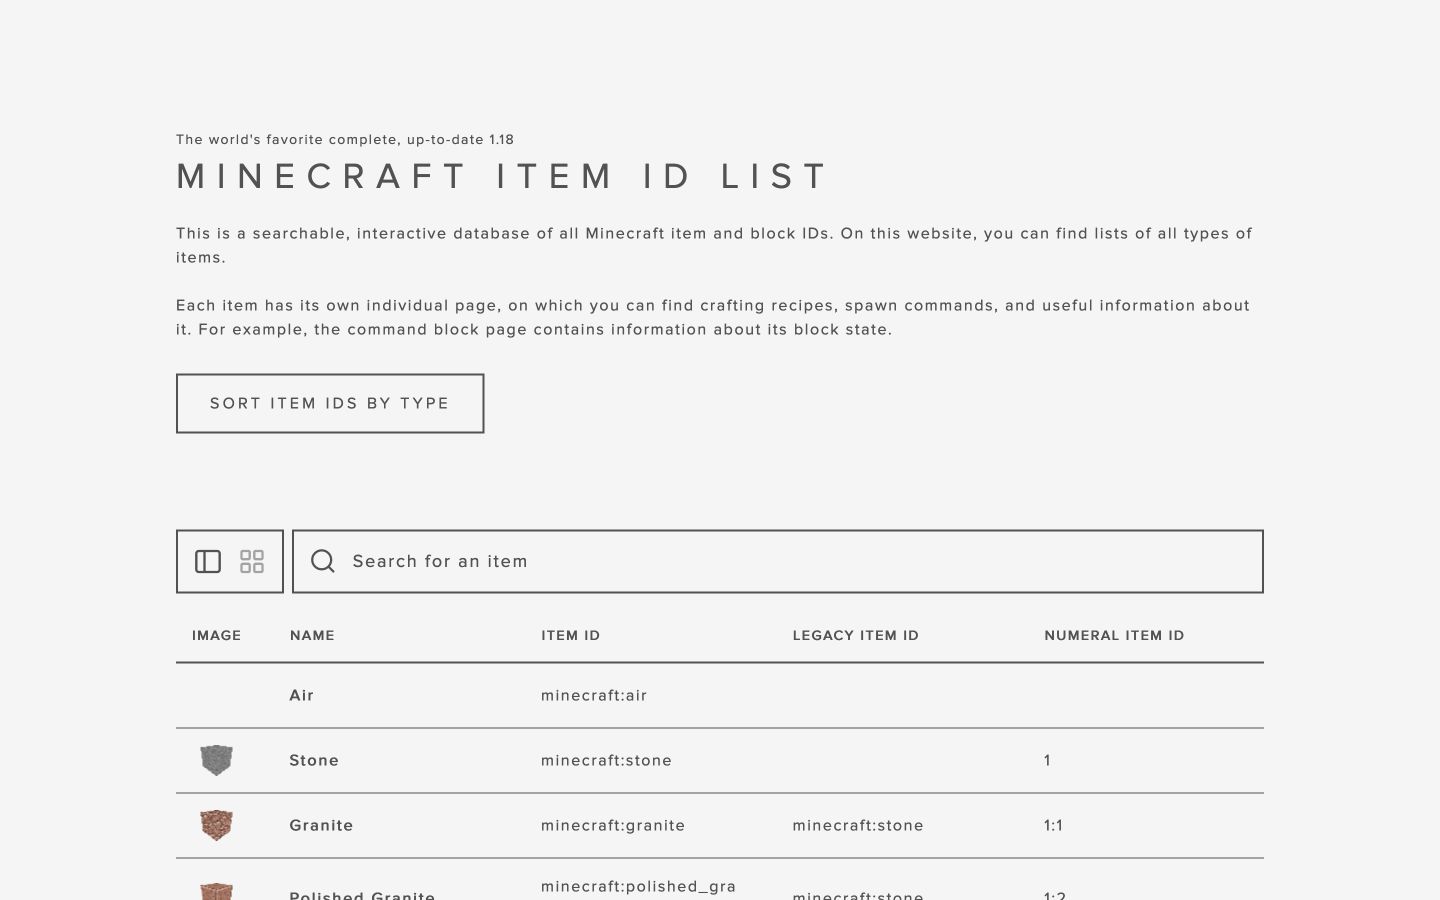 The world's favorite complete, up-to-date 1.18
MINECRAFT ITEM ID LIST
This is a searchable, interactive database of all Minecraft item and block IDs. On this website, you can find lists of all types of
items.
Each item has its own individual page, on which you can find crafting recipes, spawn commands, and useful information about
it. For example, the command block page contains information about its block state.
SORT ITEM IDS BY TYPE
Search for an item
IMAGE NAME ITEM ID LEGACY ITEM ID NUMERAL ITEM ID
Air minecraft:air
Stone minecraft:stone 1
Granite minecraft:granite minecraft:stone 1:1
minecraft:polished_gra
Polished Granite minecraft:stone 1:2